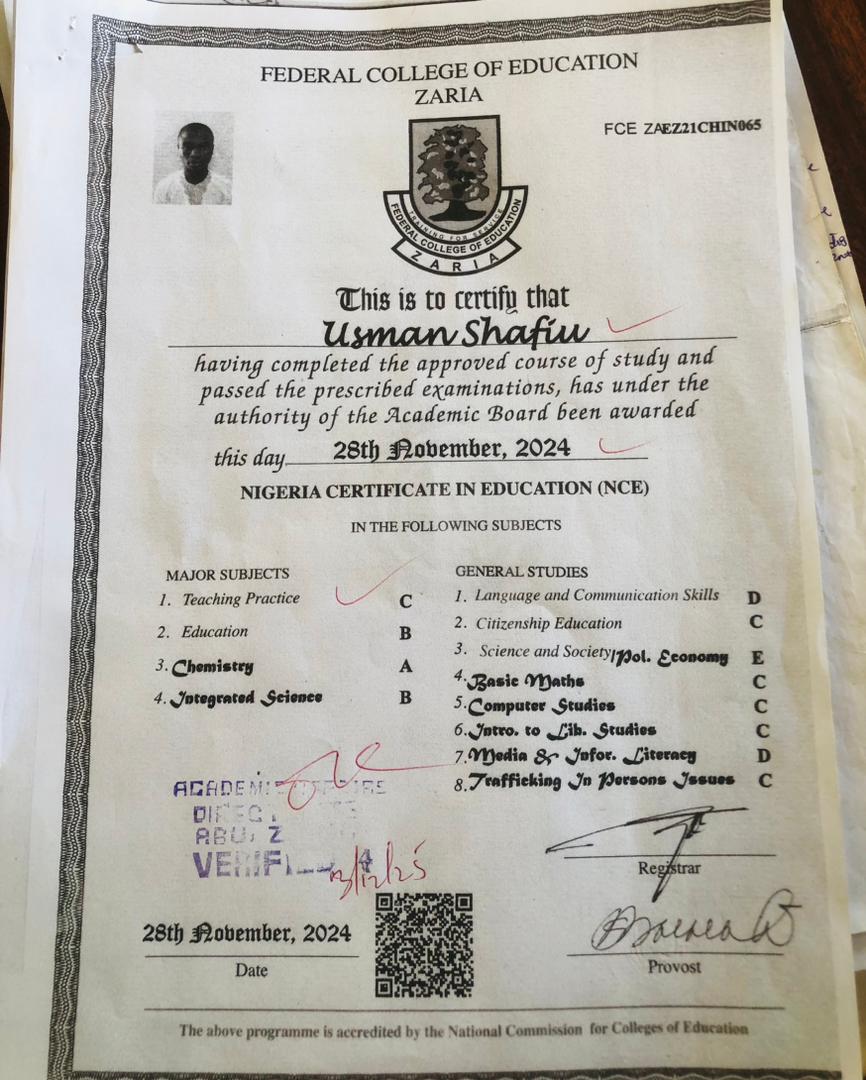 FEDERAL COLLEGE OF EDUCATION
ZARIA
FCE ZAEZ21CHIN065
TRAINING FOR SERVICE
FEDERAL COLLEGE OF EDUCATION
ZARIA
This is to certify that
Usman Shafiu
having completed the approved course of study and
passed the prescribed examinations, has under the
authority of the Academic Board been awarded
this day 28th November, 2024
NIGERIA CERTIFICATE IN EDUCATION (NCE)
IN THE FOLLOWING SUBJECTS
MAJOR SUBJECTS
1. Teaching Practice C
2. Education B
3. Chemistry A
4. Integrated Science B
GENERAL STUDIES
1. Language and Communication Skills D
2. Citizenship Education C
3. Science and Society/Pol. Economy E
4. Basic Maths C
5. Computer Studies C
6. Intro. to Lib. Studies C
7. Media & Infor. Literacy D
8. Trafficking In Persons Issues C
ABU, Z
12/25
Registrar
28th November, 2024
Date
Provost
The above programme is accredited by the National Commission for Colleges of Education